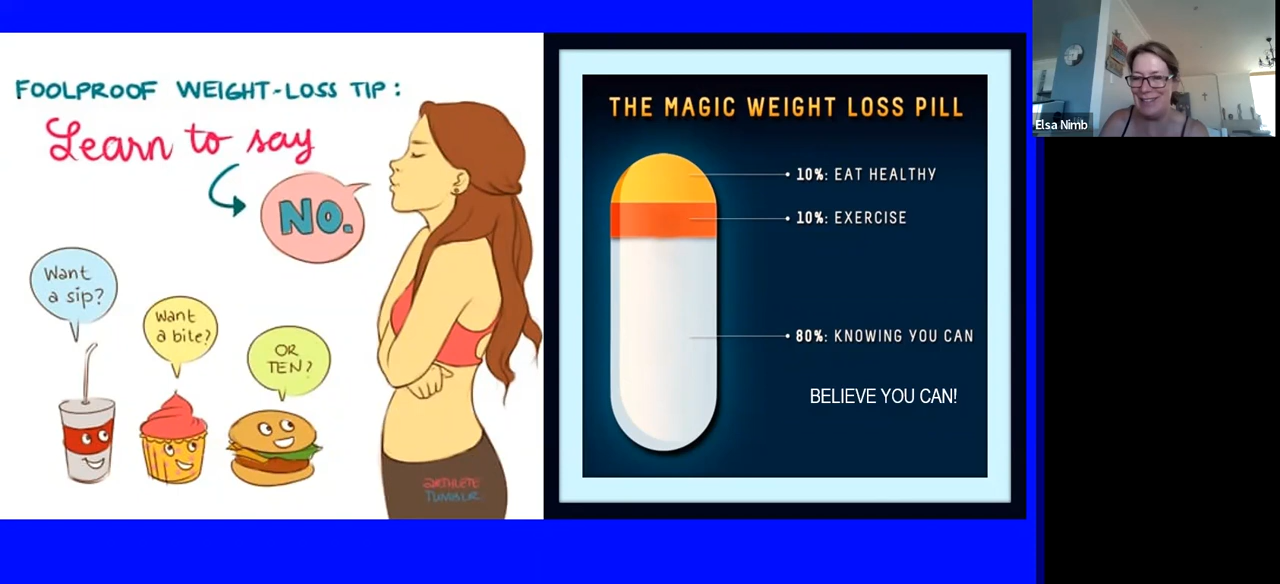 FOOLPROOF WEIGHT-LOSS TIP:
Learn to say
NO.
Want
a sip?
Want
a bite?
OR
TEN?
THE MAGIC WEIGHT LOSS PILL
10%: EAT HEALTHY
10%: EXERCISE
80%: KNOWING YOU CAN
BELIEVE YOU CAN!
Elsa Nimb